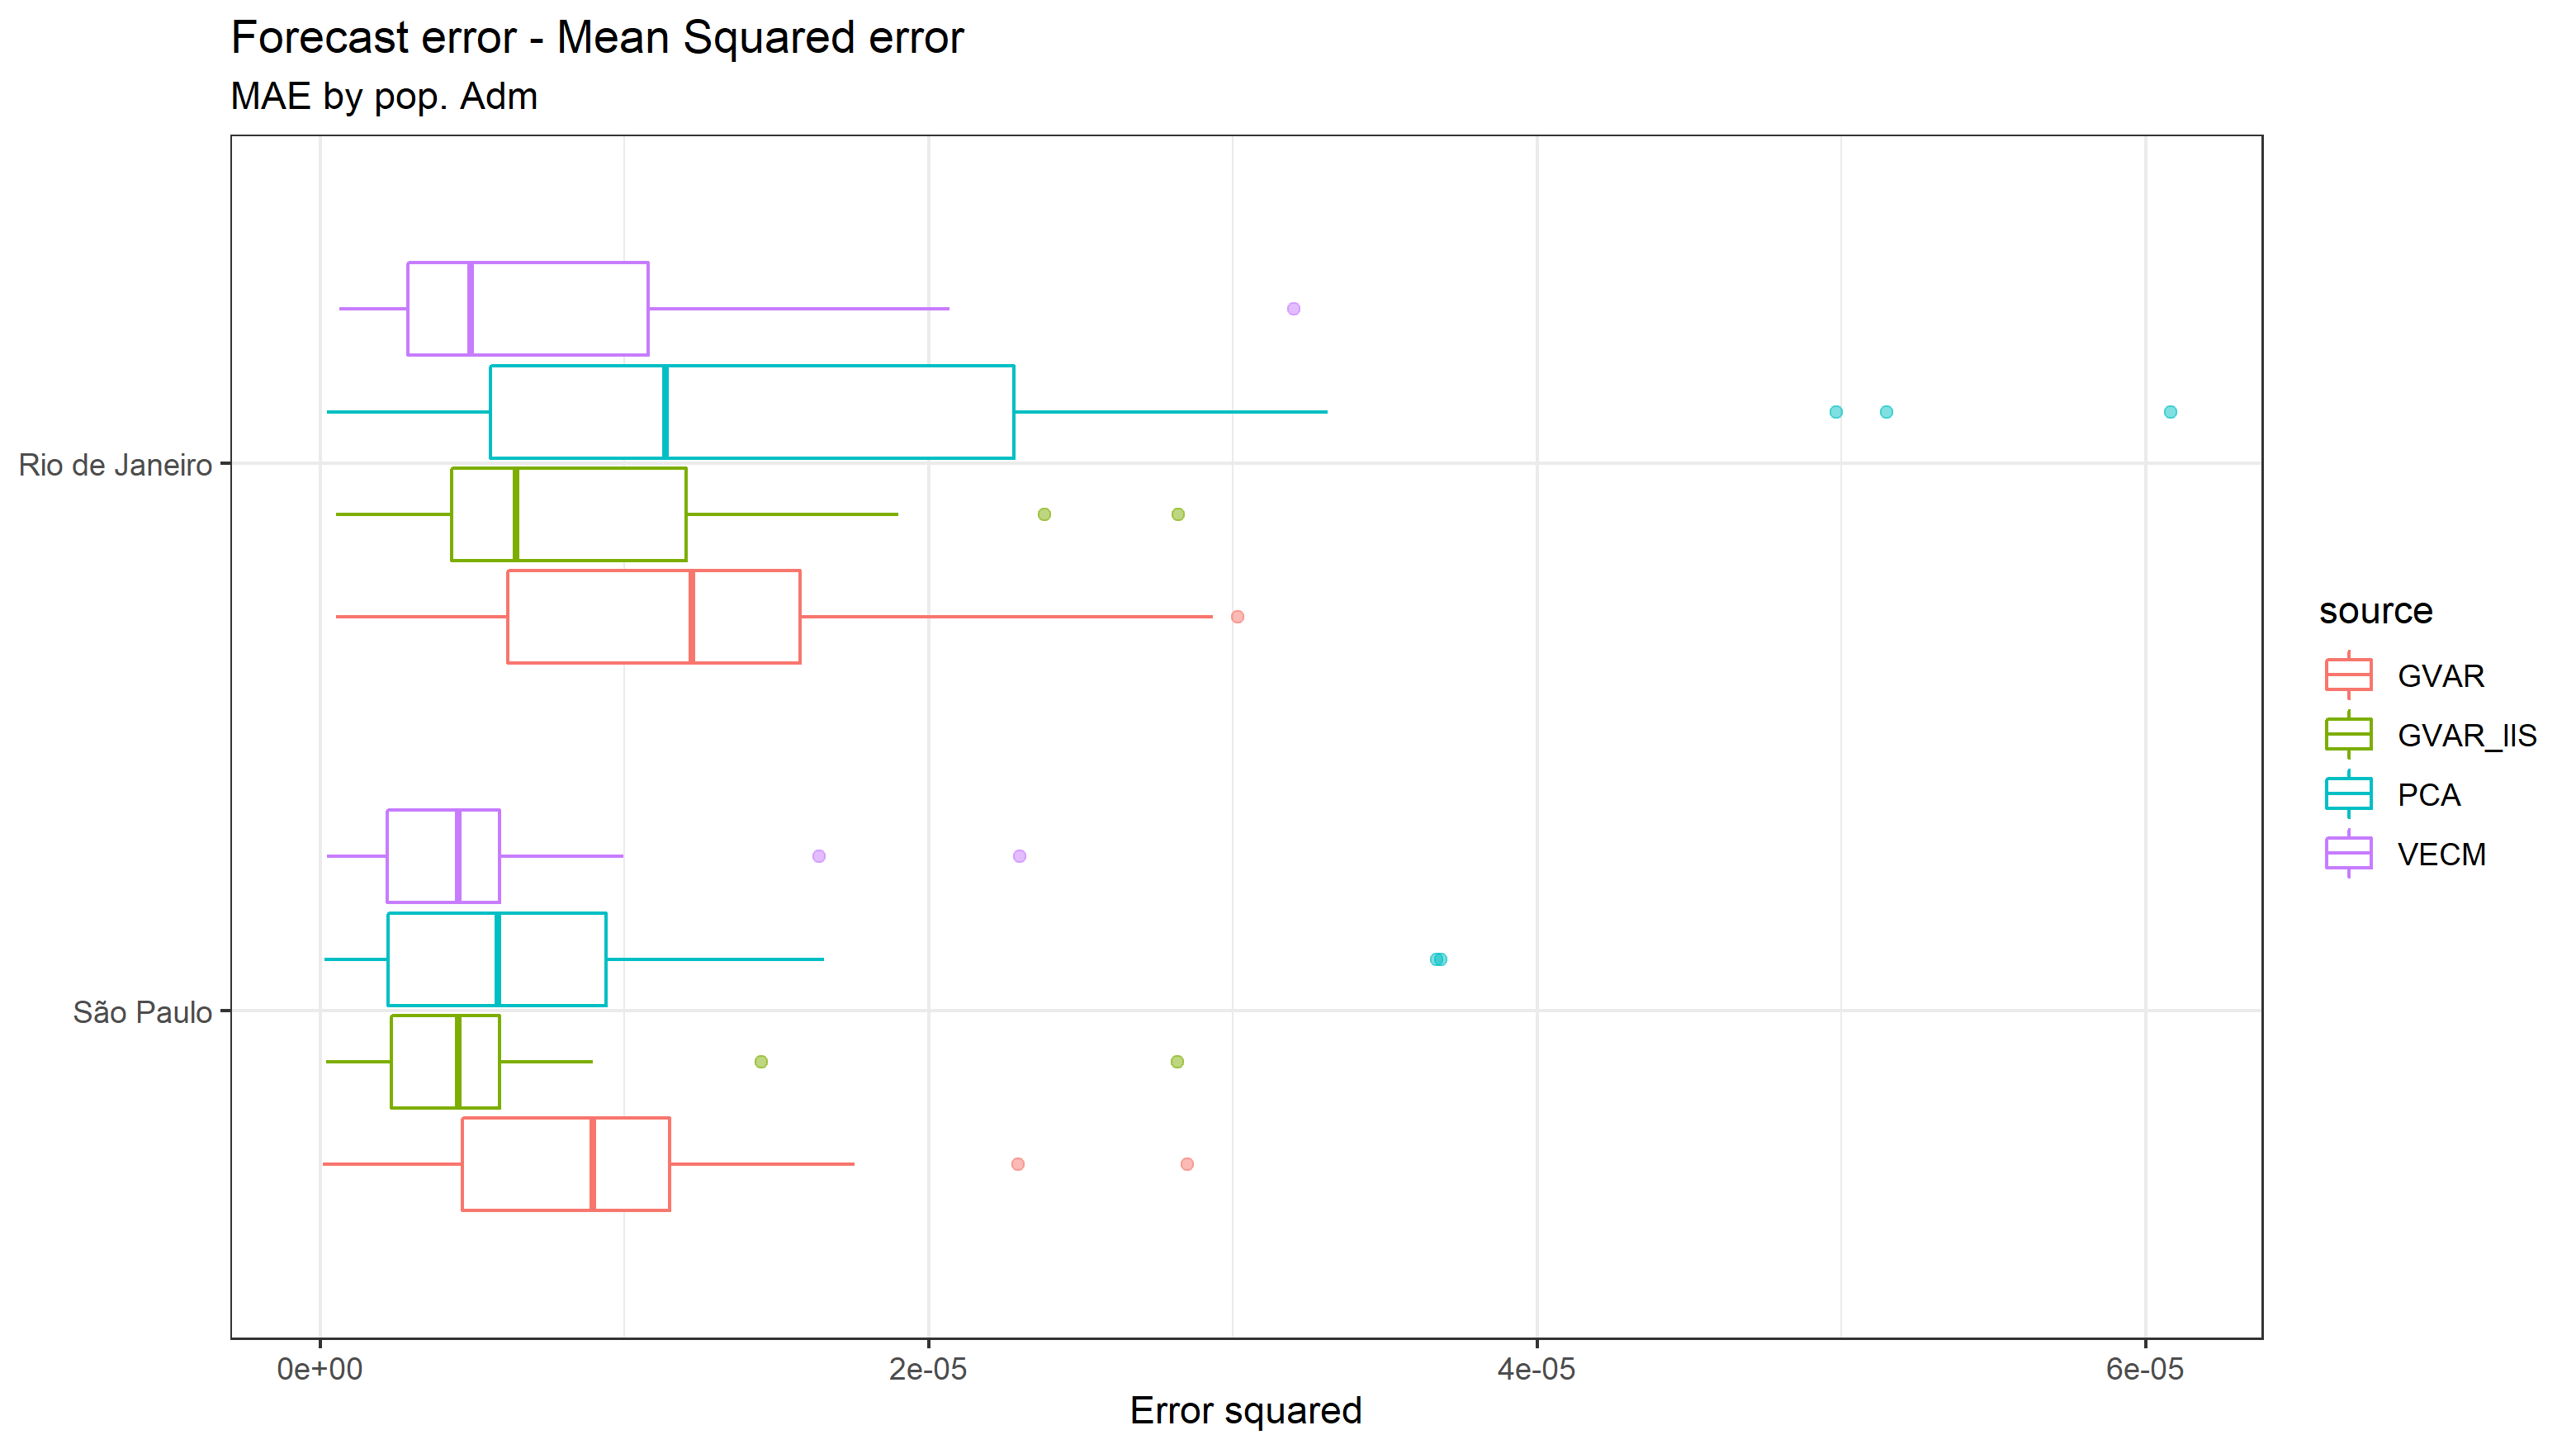 Forecast error - Mean Squared error
MAE by pop. Adm
Rio de Janeiro
São Paulo
0e+00
2e-05
4e-05
6e-05
Error squared
source
GVAR
GVAR_IIS
PCA
VECM